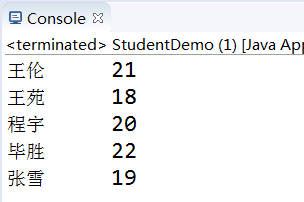 Console
<terminated> StudentDemo (1) [Java App
王伦 21
王苑 18
程宇 20
毕胜 22
张雪 19